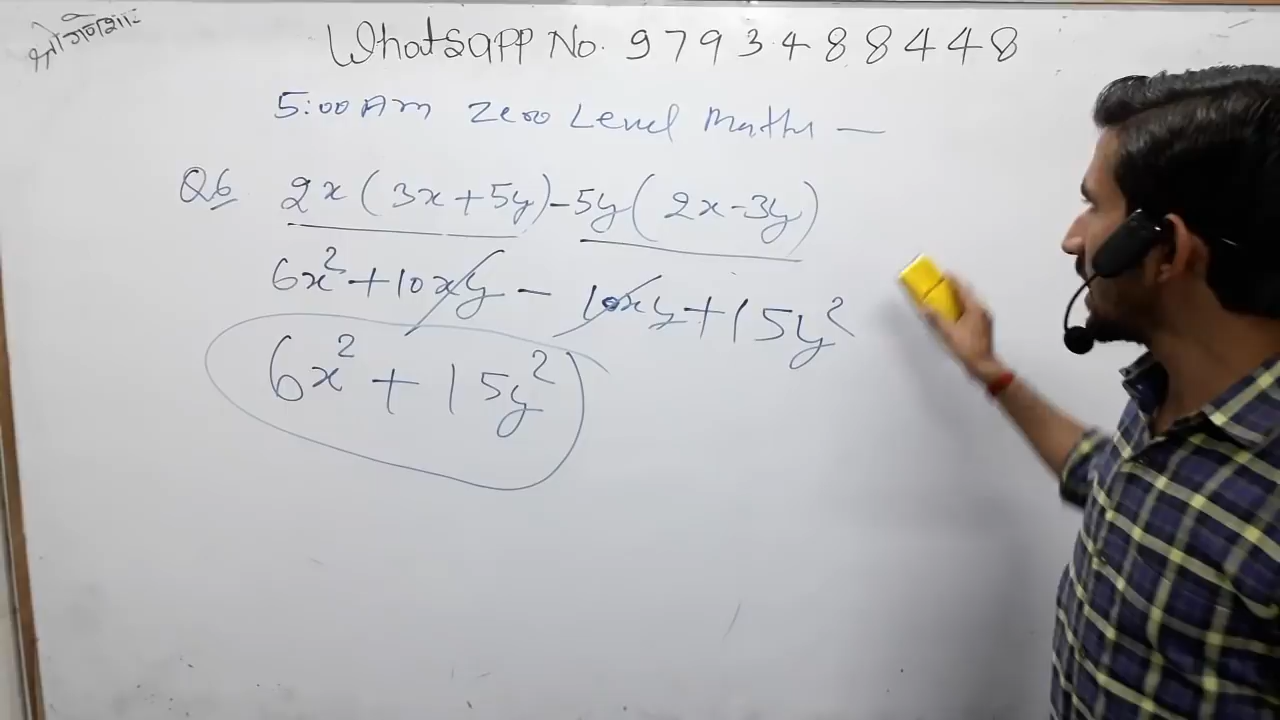 श्री गणेशाय
WhatsApp No. 9793488448
5:00 Am Zero Level Maths —
Q6 2x(3x+5y)-5y(2x-3y)
6x²+10xy - 10xy+15y²
6x² + 15y²